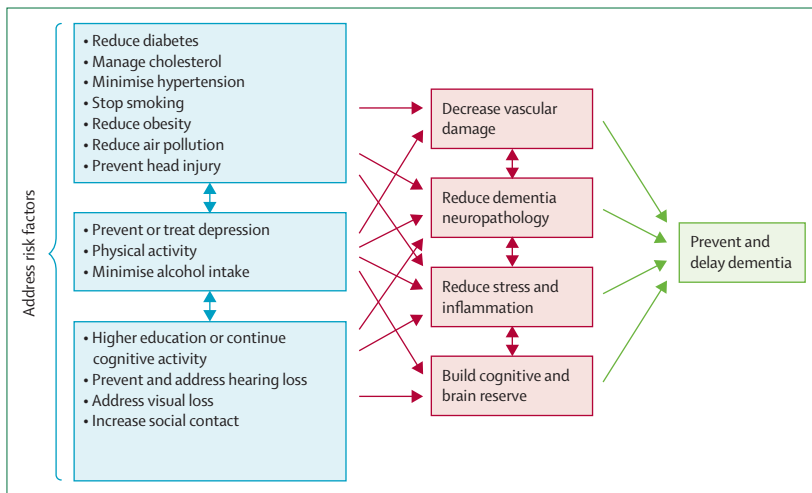 Address risk factors
• Reduce diabetes
• Manage cholesterol
• Minimise hypertension
• Stop smoking
• Reduce obesity
• Reduce air pollution
• Prevent head injury
• Prevent or treat depression
• Physical activity
• Minimise alcohol intake
• Higher education or continue
cognitive activity
• Prevent and address hearing loss
• Address visual loss
• Increase social contact
Decrease vascular
damage
Reduce dementia
neuropathology
Reduce stress and
inflammation
Build cognitive and
brain reserve
Prevent and
delay dementia